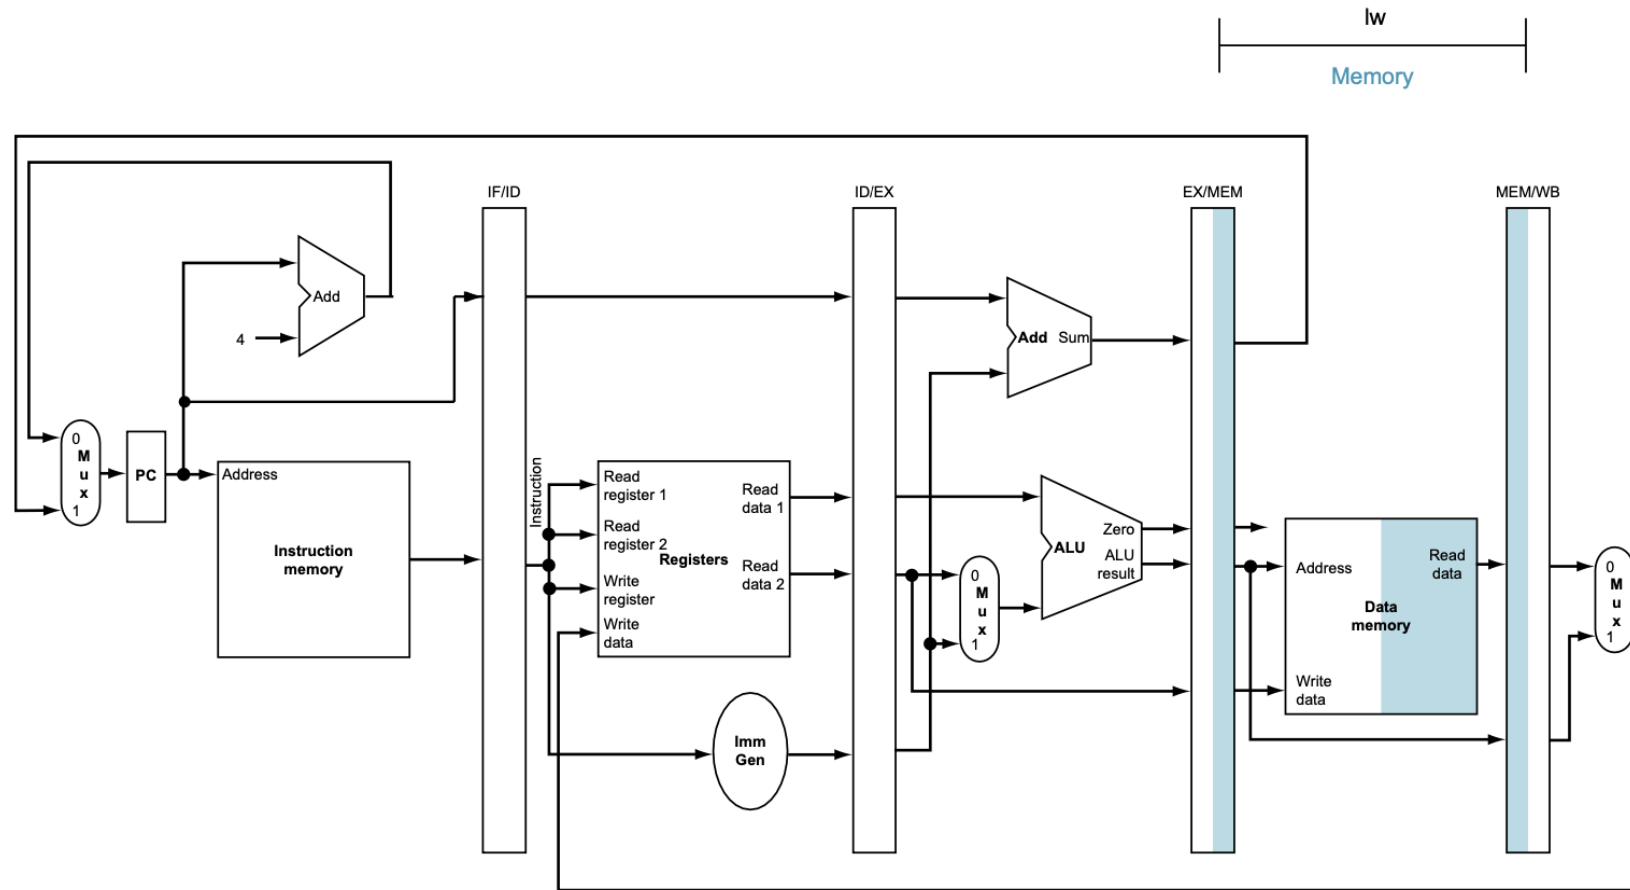 lw
Memory
IF/ID
ID/EX
EX/MEM
MEM/WB
Add
4
Add Sum
0
M
u
x
1
PC
Address
Instruction
memory
Instruction
Read
register 1
Read
register 2
Write
register
Write
data
Registers
Read
data 1
Read
data 2
Imm
Gen
0
M
u
x
1
Zero
ALU
ALU
result
Address
Read
data
Data
memory
Write
data
0
M
u
x
1